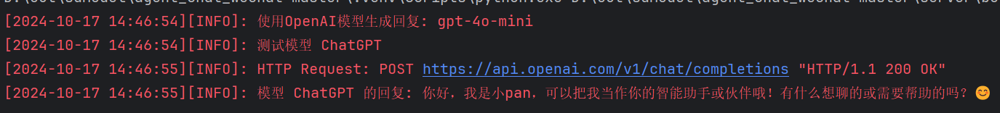 [2024-10-17 14:46:54][INFO]: 使用OpenAI模型生成回复: gpt-4o-mini
[2024-10-17 14:46:54][INFO]: 测试模型 ChatGPT
[2024-10-17 14:46:55][INFO]: HTTP Request: POST https://api.openai.com/v1/chat/completions "HTTP/1.1 200 OK"
[2024-10-17 14:46:55][INFO]: 模型 ChatGPT 的回复: 你好，我是小pan，可以把我当作你的智能助手或伙伴哦！有什么想聊的或需要帮助的吗？😊